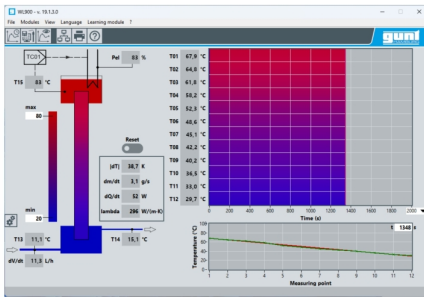 WL900 - v. 19.1.3.0
File Modules View Language Learning module ?
gunt
TC01
Pel 83 %
T15 83 °C
max
80
min
20
Reset
|dT| 38,7 K
dm/dt 3,1 g/s
dQ/dt 52 W
lambda 296 W/(m·K)
T13 11,1 °C
T14 15,1 °C
dV/dt 11,3 L/h
T01 67,9 °C
T02 64,8 °C
T03 61,8 °C
T04 58,2 °C
T05 52,3 °C
T06 48,6 °C
T07 45,1 °C
T08 42,2 °C
T09 40,2 °C
T10 36,5 °C
T11 33,0 °C
T12 29,7 °C
0 200 400 600 800 1000 1200 1400 1600 1800 2000
Time (s)
t 1348 s
Temperature (°C)
100
80
60
40
20
0
2 3 4 5 6 7 8 9 10 11 12
Measuring point